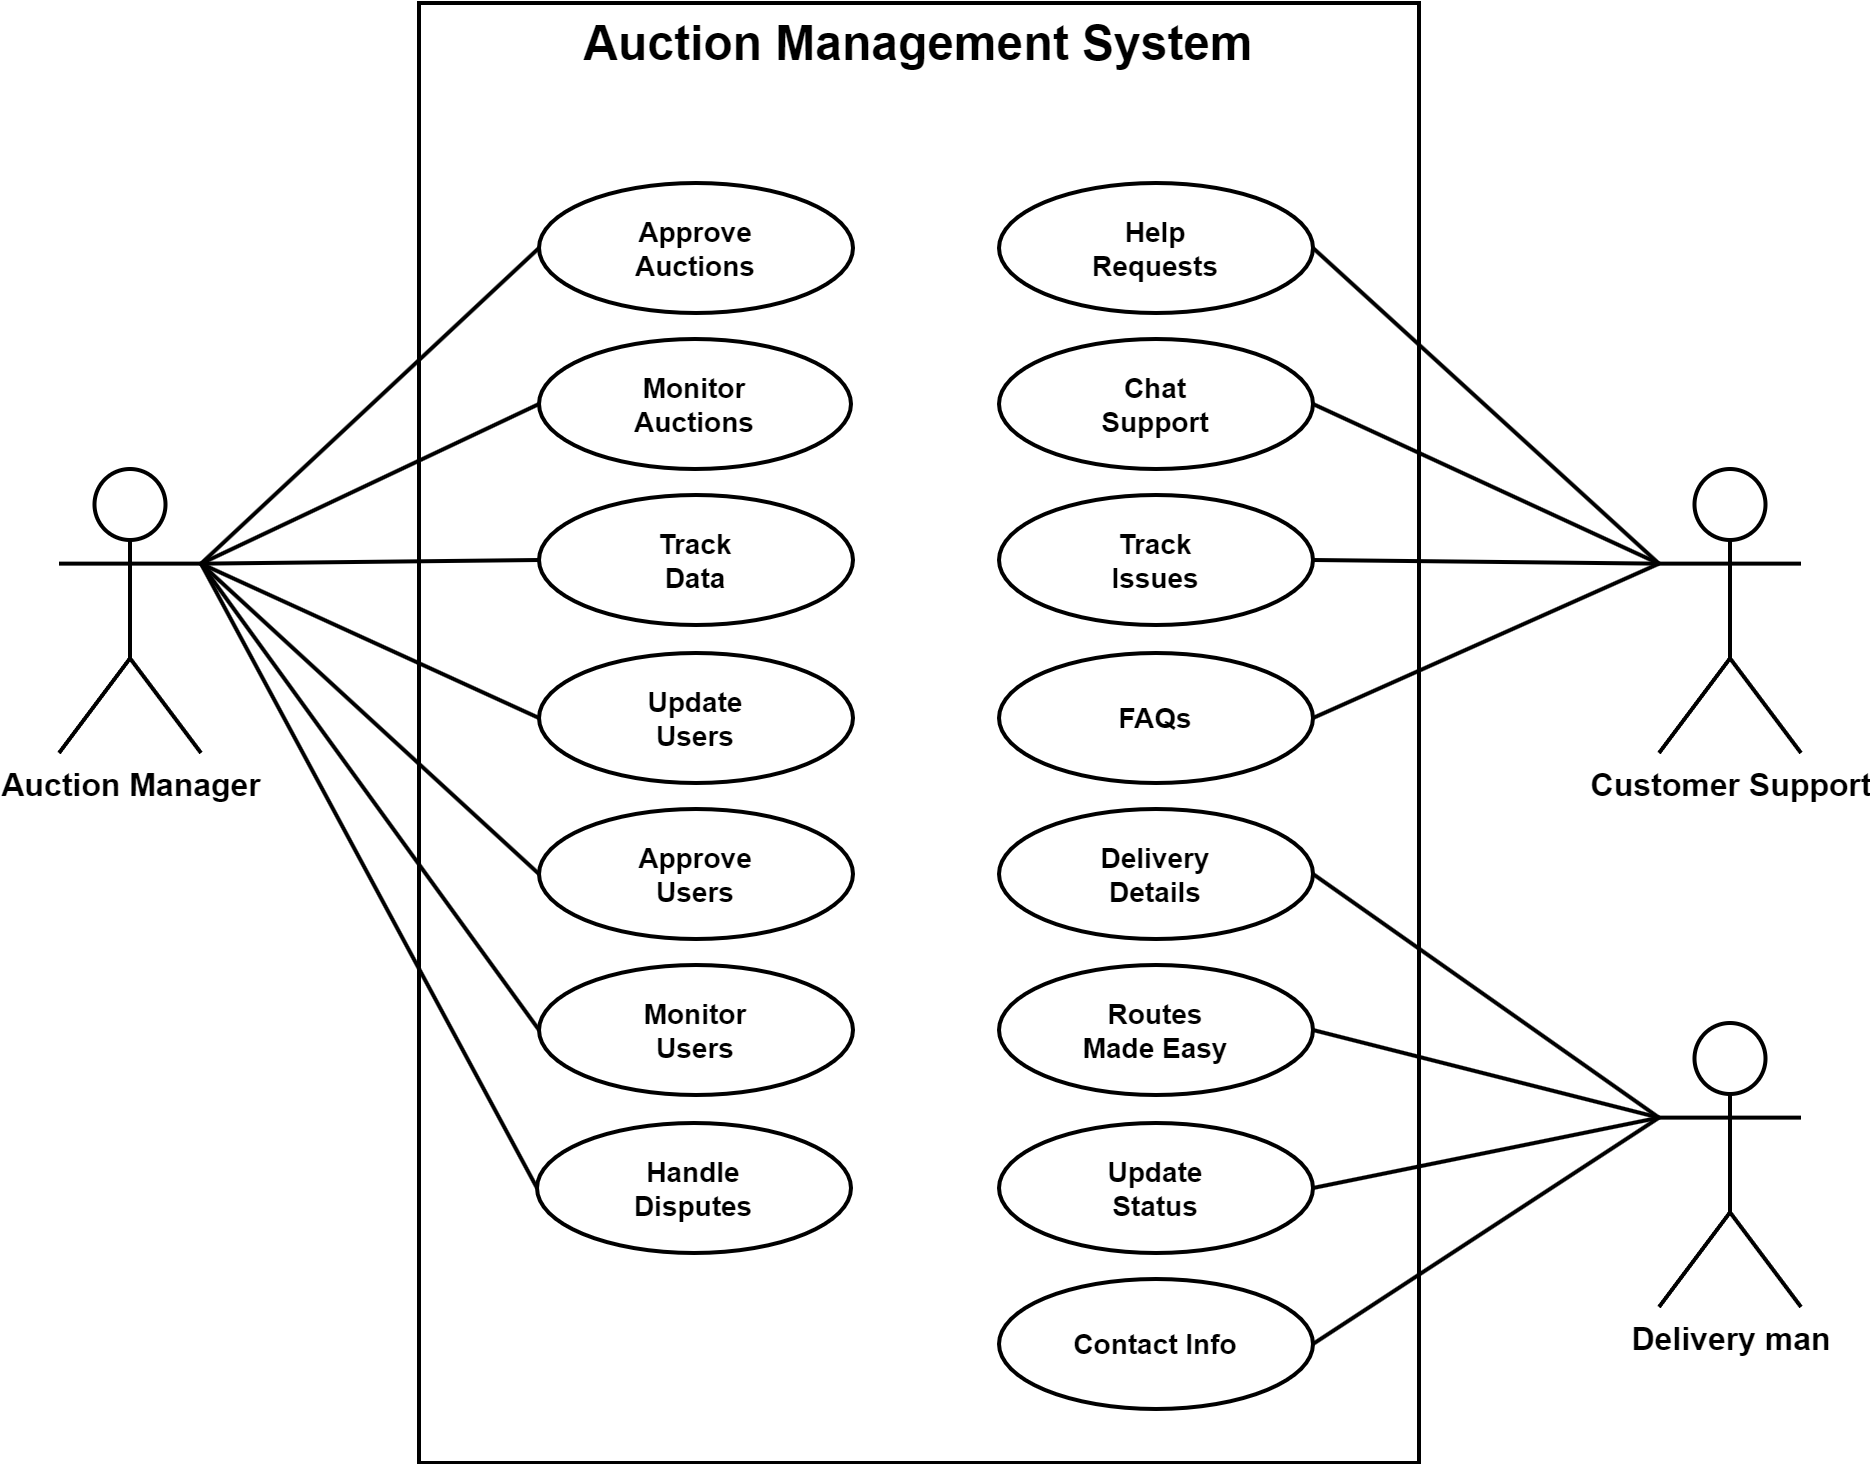 Auction Management System
Approve
Auctions
Help
Requests
Monitor
Auctions
Chat
Support
Track
Data
Track
Issues
Update
Users
FAQs
Auction Manager
Customer Support
Approve
Users
Delivery
Details
Monitor
Users
Routes
Made Easy
Handle
Disputes
Update
Status
Contact Info
Delivery man